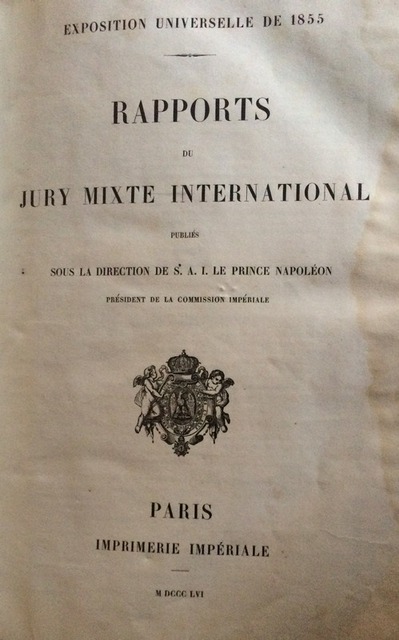 EXPOSITION UNIVERSELLE DE 1855
RAPPORTS
DU
JURY MIXTE INTERNATIONAL
PUBLIÉS
SOUS LA DIRECTION DE S. A. I. LE PRINCE NAPOLÉON
PRÉSIDENT DE LA COMMISSION IMPÉRIALE
PARIS
IMPRIMERIE IMPÉRIALE
M DCCC LVI